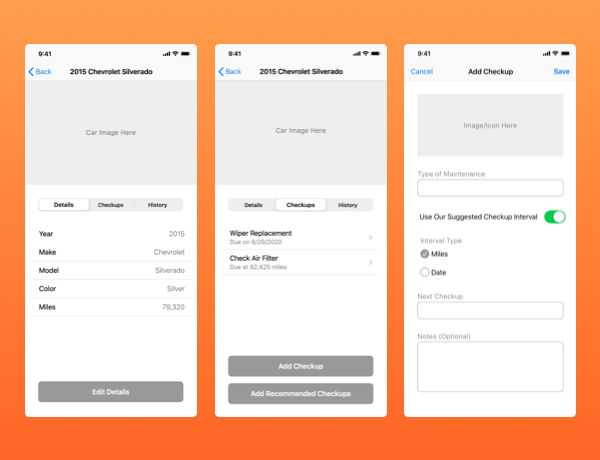 9:41
Back
2015 Chevrolet Silverado
Car Image Here
Details Checkups History
Year 2015
Make Chevrolet
Model Silverado
Color Silver
Miles 79,320
Edit Details
9:41
Back
2015 Chevrolet Silverado
Car Image Here
Details Checkups History
Wiper Replacement
Due on 6/29/2020
Check Air Filter
Due at 82,425 miles
Add Checkup
Add Recommended Checkups
9:41
Cancel
Add Checkup
Save
Image/Icon Here
Type of Maintenance
Use Our Suggested Checkup Interval
Interval Type
Miles
Date
Next Checkup
Notes (Optional)